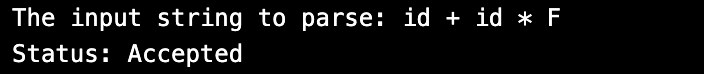 The input string to parse: id + id * F
Status: Accepted